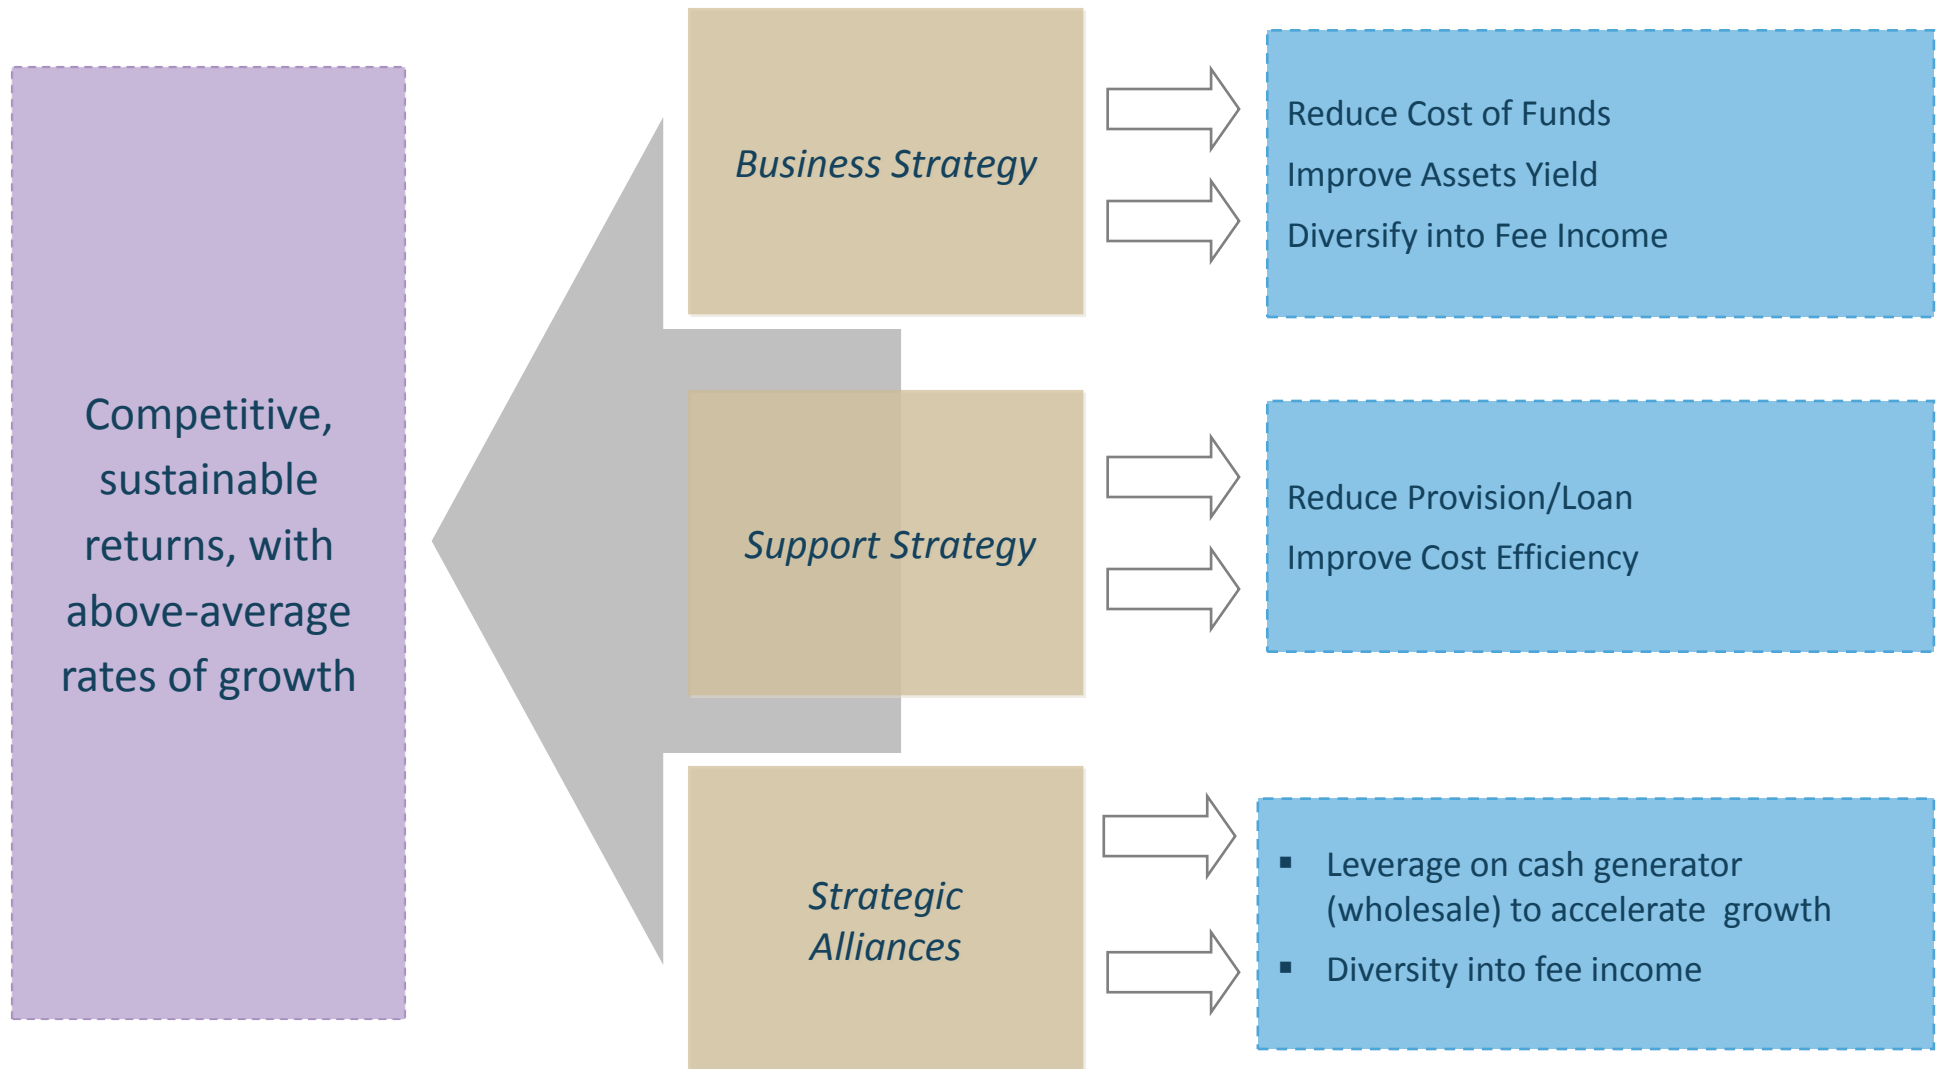 Competitive,
sustainable
returns, with
above-average
rates of growth
Business Strategy
Reduce Cost of Funds
Improve Assets Yield
Diversify into Fee Income
Support Strategy
Reduce Provision/Loan
Improve Cost Efficiency
Strategic
Alliances
▪ Leverage on cash generator
(wholesale) to accelerate growth
▪ Diversity into fee income